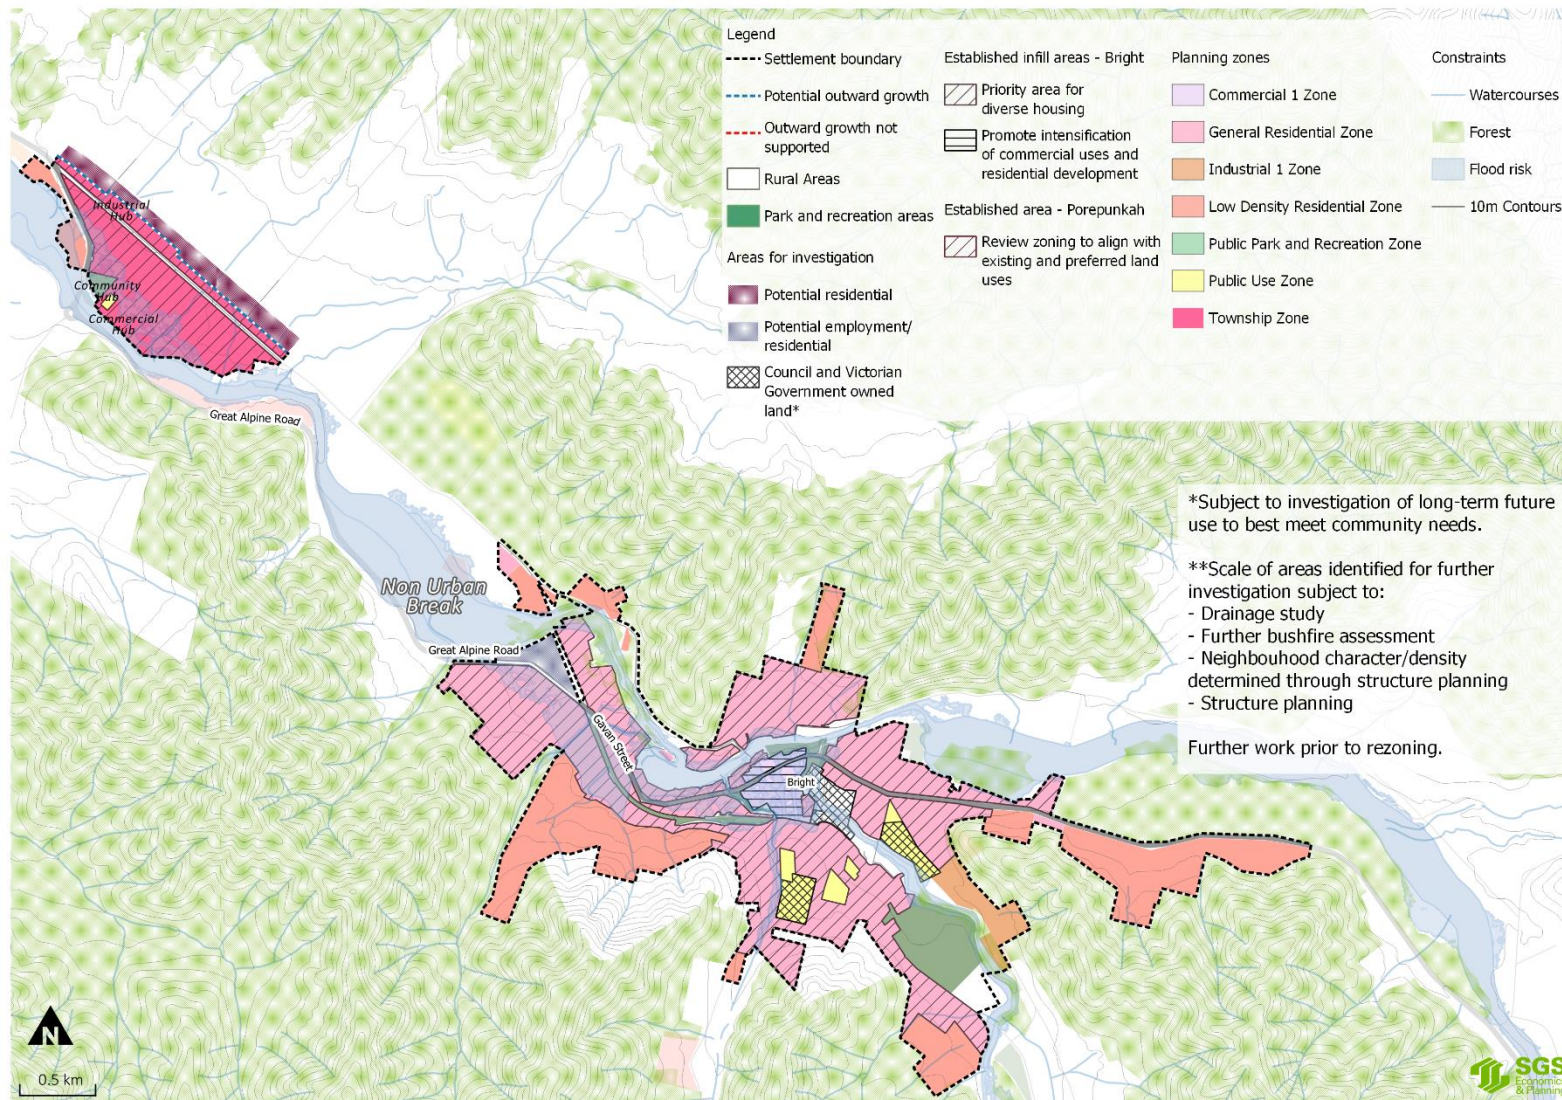 Legend
Settlement boundary
Potential outward growth
Outward growth not
supported
Rural Areas
Park and recreation areas
Areas for investigation
Potential residential
Potential employment/
residential
Council and Victorian
Government owned
land*
Established infill areas - Bright
Priority area for
diverse housing
Promote intensification
of commercial uses and
residential development
Established area - Porepunkah
Review zoning to align with
existing and preferred land
uses
Planning zones
Commercial 1 Zone
General Residential Zone
Industrial 1 Zone
Low Density Residential Zone
Public Park and Recreation Zone
Public Use Zone
Township Zone
Constraints
Watercourses
Forest
Flood risk
10m Contours
Industrial
Hub
Community
Hub
Commercial
Hub
Great Alpine Road
Non Urban
Break
Great Alpine Road
Gavan Street
Bright
*Subject to investigation of long-term future
use to best meet community needs.
**Scale of areas identified for further
investigation subject to:
- Drainage study
- Further bushfire assessment
- Neighbouhood character/density
determined through structure planning
- Structure planning
Further work prior to rezoning.
N
0.5 km
SGS
Economics
& Planning